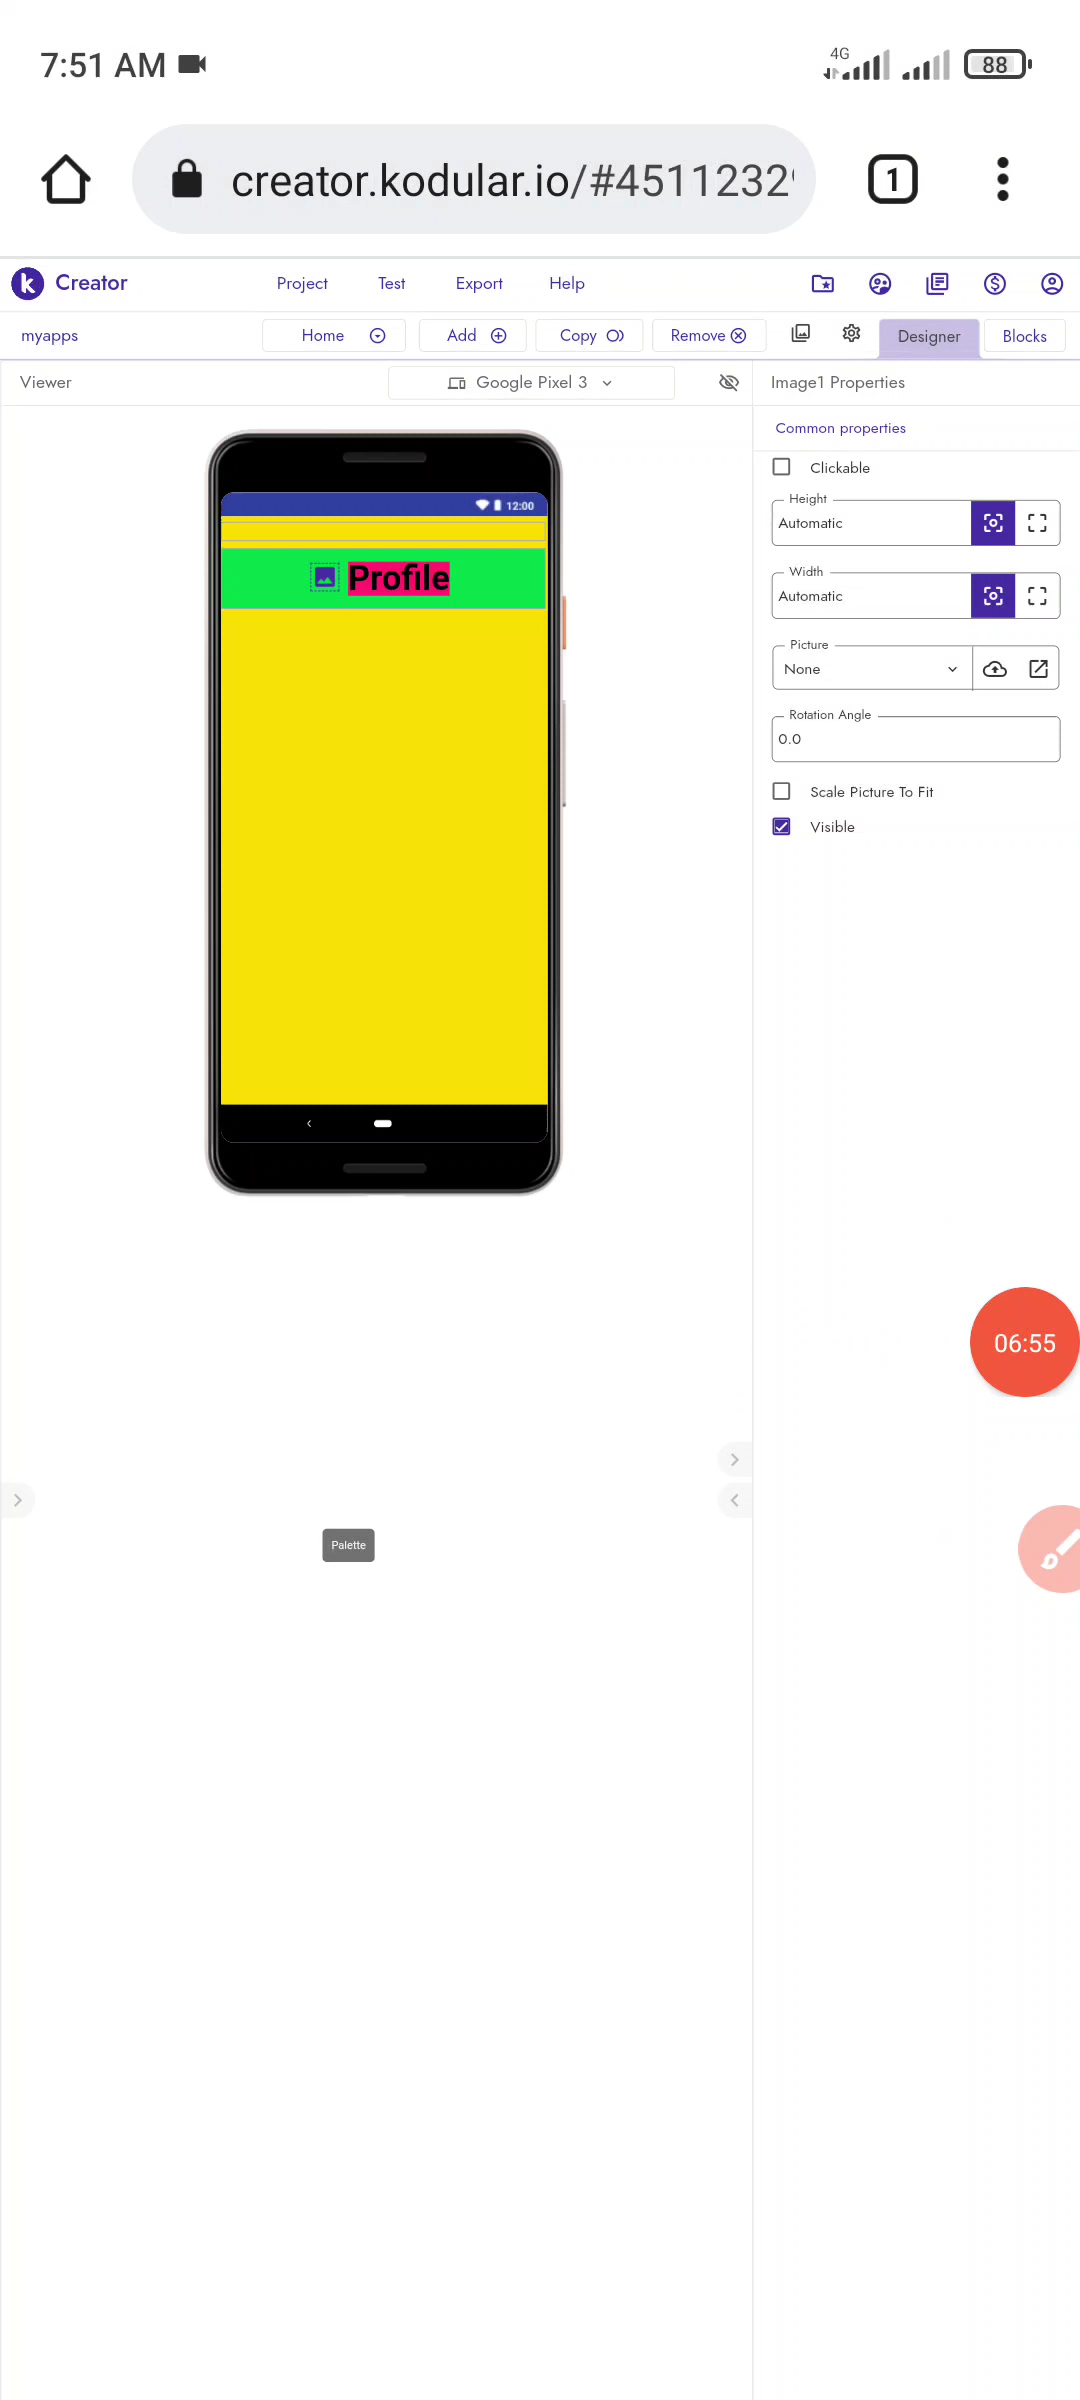 7:51 AM
4G
88
creator.kodular.io/#4511232
1
Creator
Project
Test
Export
Help
myapps
Home
Add
Copy
Remove
Designer
Blocks
Viewer
Google Pixel 3
Image1 Properties
Common properties
Clickable
Height
Automatic
Width
Automatic
Picture
None
Rotation Angle
0.0
Scale Picture To Fit
Visible
12:00
Profile
06:55
Palette